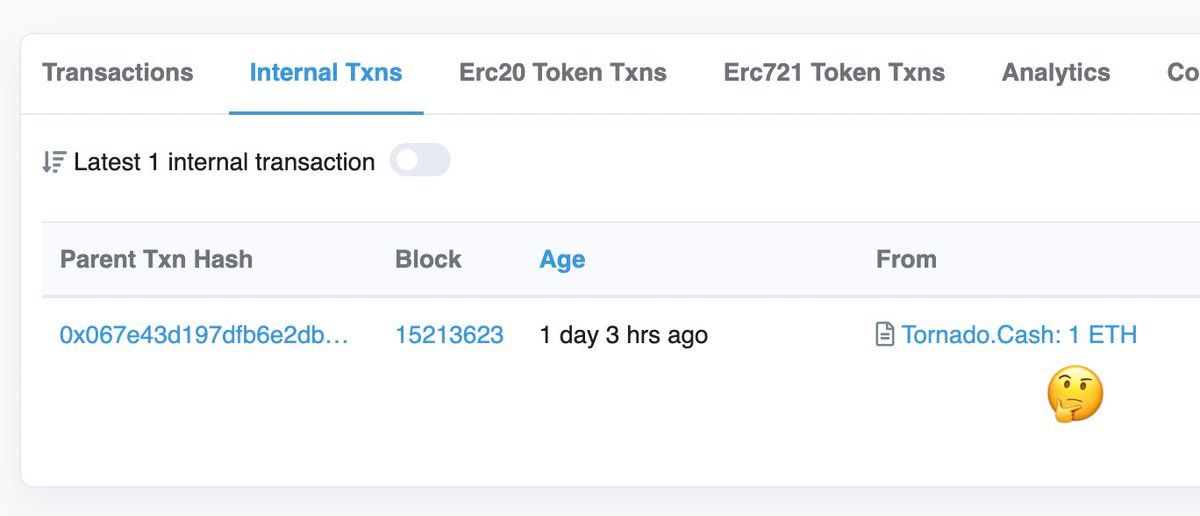 Transactions Internal Txns Erc20 Token Txns Erc721 Token Txns Analytics Co
Latest 1 internal transaction
Parent Txn Hash Block Age From
0x067e43d197dfb6e2db... 15213623 1 day 3 hrs ago Tornado.Cash: 1 ETH